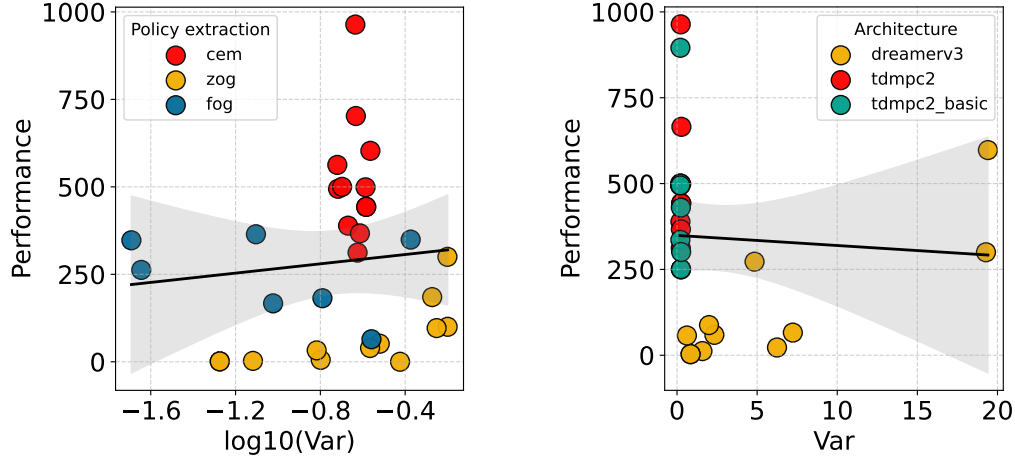 Performance
1000
750
500
250
0
Policy extraction
cem
zog
fog
−1.6
−1.2
−0.8
−0.4
log10(Var)
Performance
1000
750
500
250
0
Architecture
dreamerv3
tdmpc2
tdmpc2_basic
0
5
10
15
20
Var